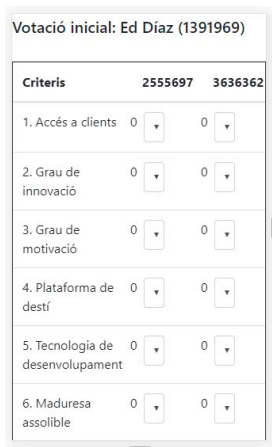 Votació inicial: Ed Díaz (1391969)
Criteris 2555697 3636362
1. Accés a clients 0 0
2. Grau de 0 0
innovació
3. Grau de 0 0
motivació
4. Plataforma de 0 0
destí
5. Tecnologia de 0 0
desenvolupament
6. Maduresa 0 0
assolible